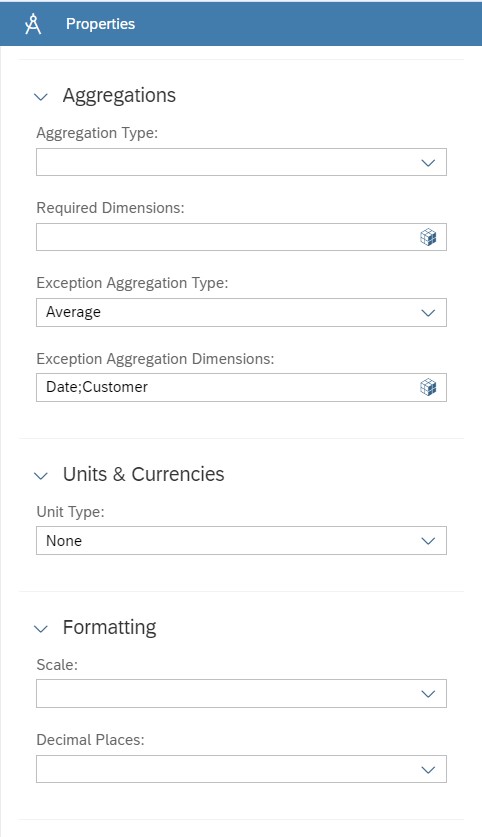 Properties
Aggregations
Aggregation Type:
Required Dimensions:
Exception Aggregation Type:
Average
Exception Aggregation Dimensions:
Date;Customer
Units & Currencies
Unit Type:
None
Formatting
Scale:
Decimal Places: